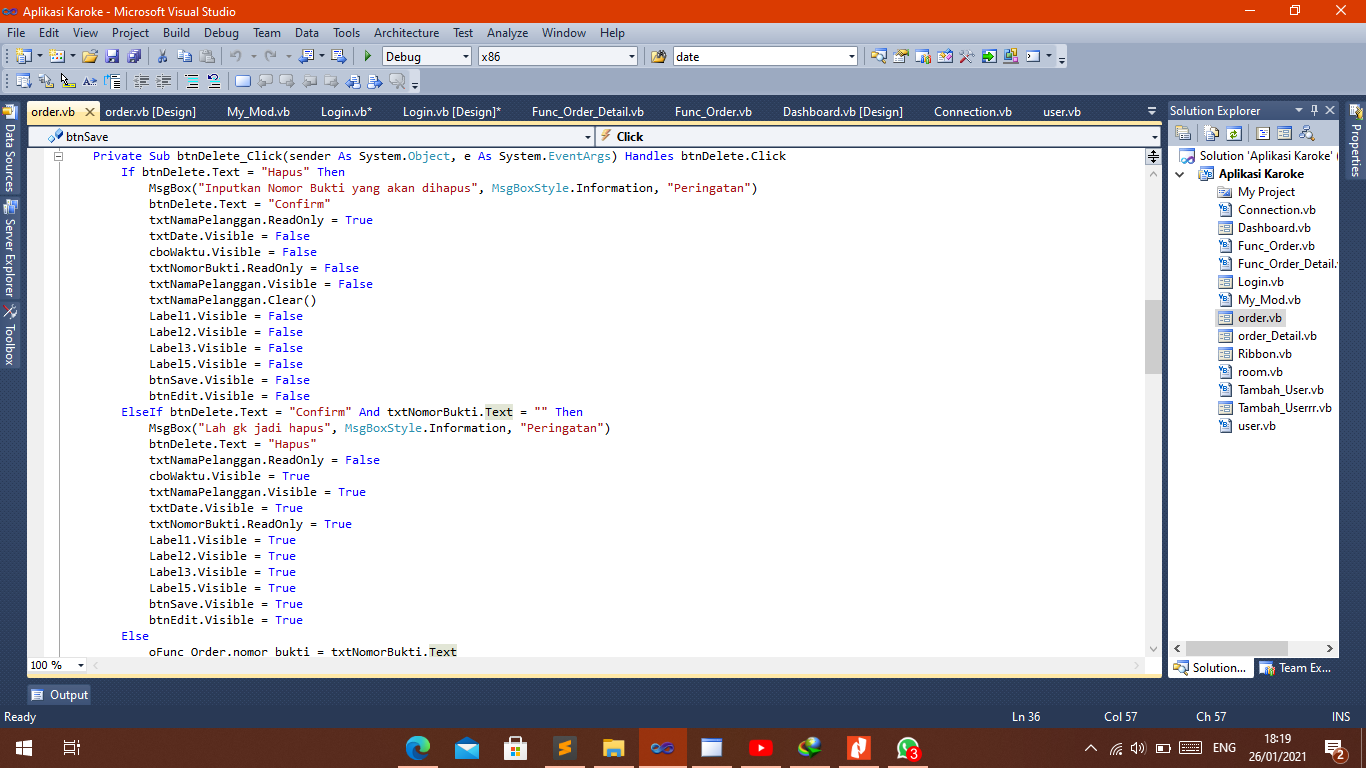 Aplikasi Karoke - Microsoft Visual Studio
File Edit View Project Build Debug Team Data Tools Architecture Test Analyze Window Help
Debug x86 date
order.vb order.vb [Design] My_Mod.vb Login.vb* Login.vb [Design]* Func_Order_Detail.vb Func_Order.vb Dashboard.vb [Design] Connection.vb user.vb
btnSave Click
Data Sources
Server Explorer
Toolbox
Private Sub btnDelete_Click(sender As System.Object, e As System.EventArgs) Handles btnDelete.Click
If btnDelete.Text = "Hapus" Then
MsgBox("Inputkan Nomor Bukti yang akan dihapus", MsgBoxStyle.Information, "Peringatan")
btnDelete.Text = "Confirm"
txtNamaPelanggan.ReadOnly = True
txtDate.Visible = False
cboWaktu.Visible = False
txtNomorBukti.ReadOnly = False
txtNamaPelanggan.Visible = False
txtNamaPelanggan.Clear()
Label1.Visible = False
Label2.Visible = False
Label3.Visible = False
Label5.Visible = False
btnSave.Visible = False
btnEdit.Visible = False
ElseIf btnDelete.Text = "Confirm" And txtNomorBukti.Text = "" Then
MsgBox("Lah gk jadi hapus", MsgBoxStyle.Information, "Peringatan")
btnDelete.Text = "Hapus"
txtNamaPelanggan.ReadOnly = False
cboWaktu.Visible = True
txtNamaPelanggan.Visible = True
txtDate.Visible = True
txtNomorBukti.ReadOnly = True
Label1.Visible = True
Label2.Visible = True
Label3.Visible = True
Label5.Visible = True
btnSave.Visible = True
btnEdit.Visible = True
Else
oFunc_Order.nomor_bukti = txtNomorBukti.Text
100 %
Solution Explorer
Solution 'Aplikasi Karoke' (
Aplikasi Karoke
My Project
Connection.vb
Dashboard.vb
Func_Order.vb
Func_Order_Detail.
Login.vb
My_Mod.vb
order.vb
order_Detail.vb
Ribbon.vb
room.vb
Tambah_User.vb
Tambah_Userrr.vb
user.vb
Solution... Team Ex...
Properties
Output
Ready Ln 36 Col 57 Ch 57 INS
3
ENG
18:19
26/01/2021
2